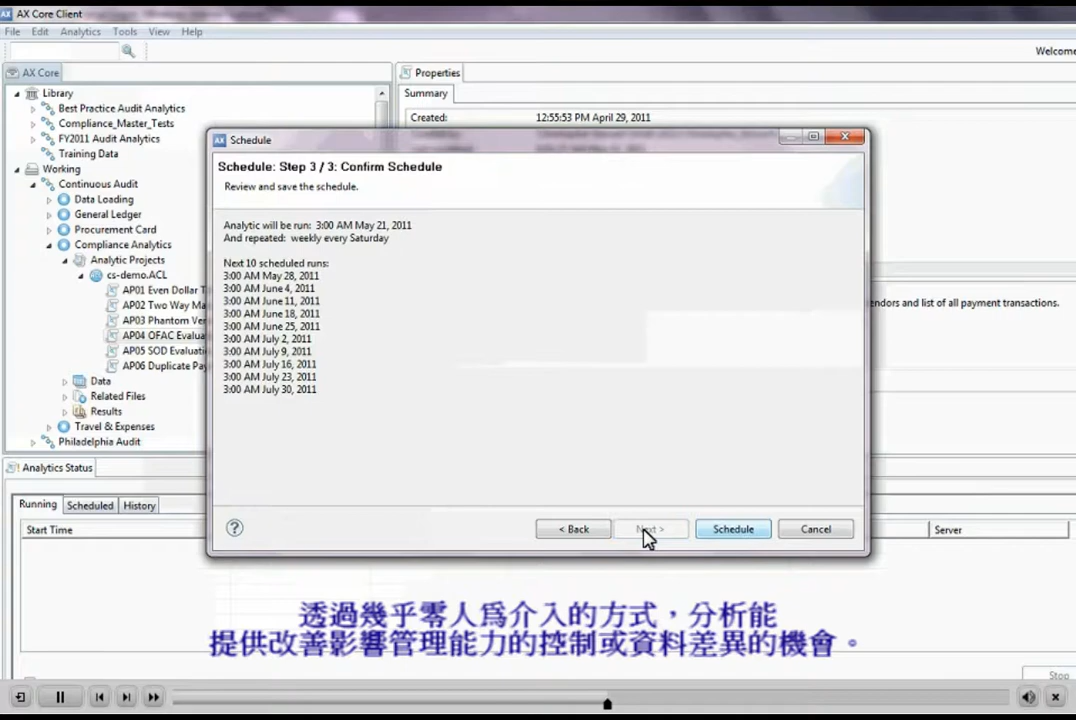 AX Core Client
File Edit Analytics Tools View Help
Welcome
AX Core
Library
Best Practice Audit Analytics
Compliance_Master_Tests
FY2011 Audit Analytics
Training Data
Working
Continuous Audit
Data Loading
General Ledger
Procurement Card
Compliance Analytics
Analytic Projects
cs-demo.ACL
AP01 Even Dollar
AP02 Two Way
AP03 Phantom
AP04 OFAC
AP05 SOD
AP06 Duplicate
Data
Related Files
Results
Travel & Expenses
Philadelphia Audit
Properties
Summary
Created: 12:55:53 PM April 29, 2011
and list of all payment transactions.
AX Schedule
Schedule: Step 3 / 3: Confirm Schedule
Review and save the schedule.
Analytic will be run: 3:00 AM May 21, 2011
And repeated: weekly every Saturday
Next 10 scheduled runs:
3:00 AM May 28, 2011
3:00 AM June 4, 2011
3:00 AM June 11, 2011
3:00 AM June 18, 2011
3:00 AM June 25, 2011
3:00 AM July 2, 2011
3:00 AM July 9, 2011
3:00 AM July 16, 2011
3:00 AM July 23, 2011
3:00 AM July 30, 2011
? < Back Next > Schedule Cancel
Analytics Status
Running Scheduled History
Start Time Server
Stop
透過幾乎零人為介入的方式，分析能
提供改善影響管理能力的控制或資料差異的機會。